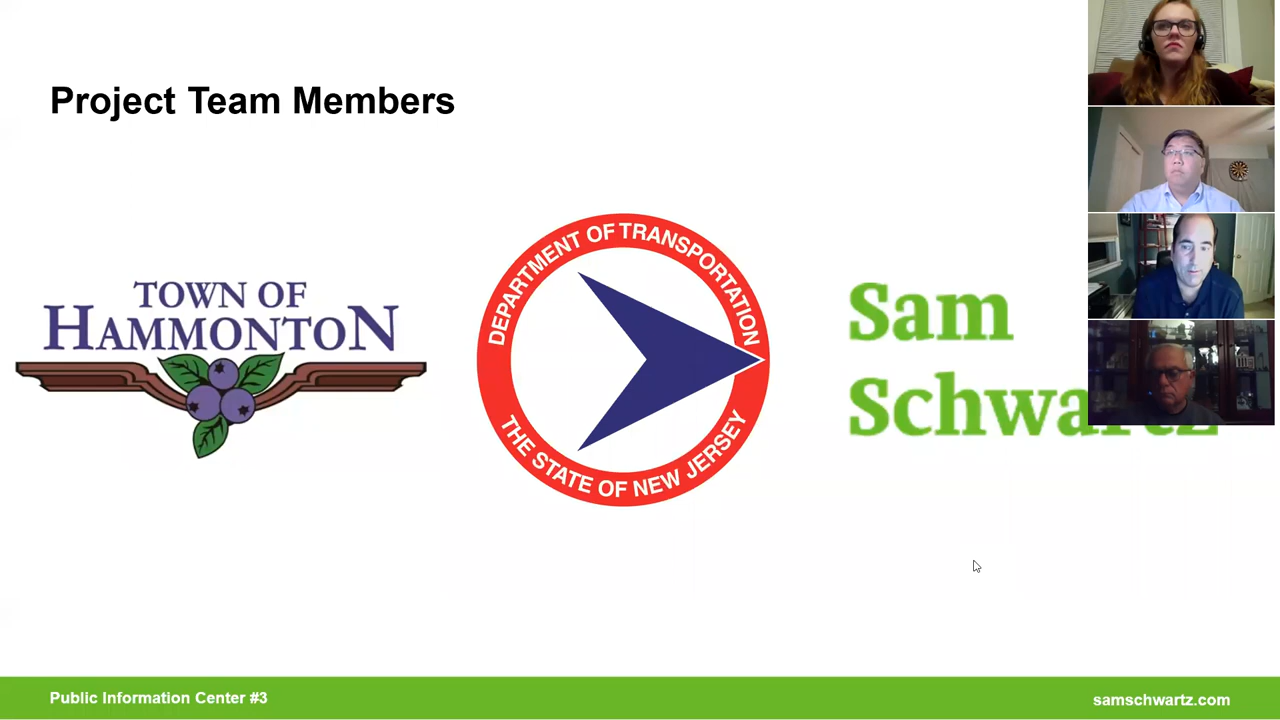 Project Team Members
TOWN OF
HAMMONTON
DEPARTMENT OF TRANSPORTATION
THE STATE OF NEW JERSEY
Sam
Schwartz
Public Information Center #3
samschwartz.com